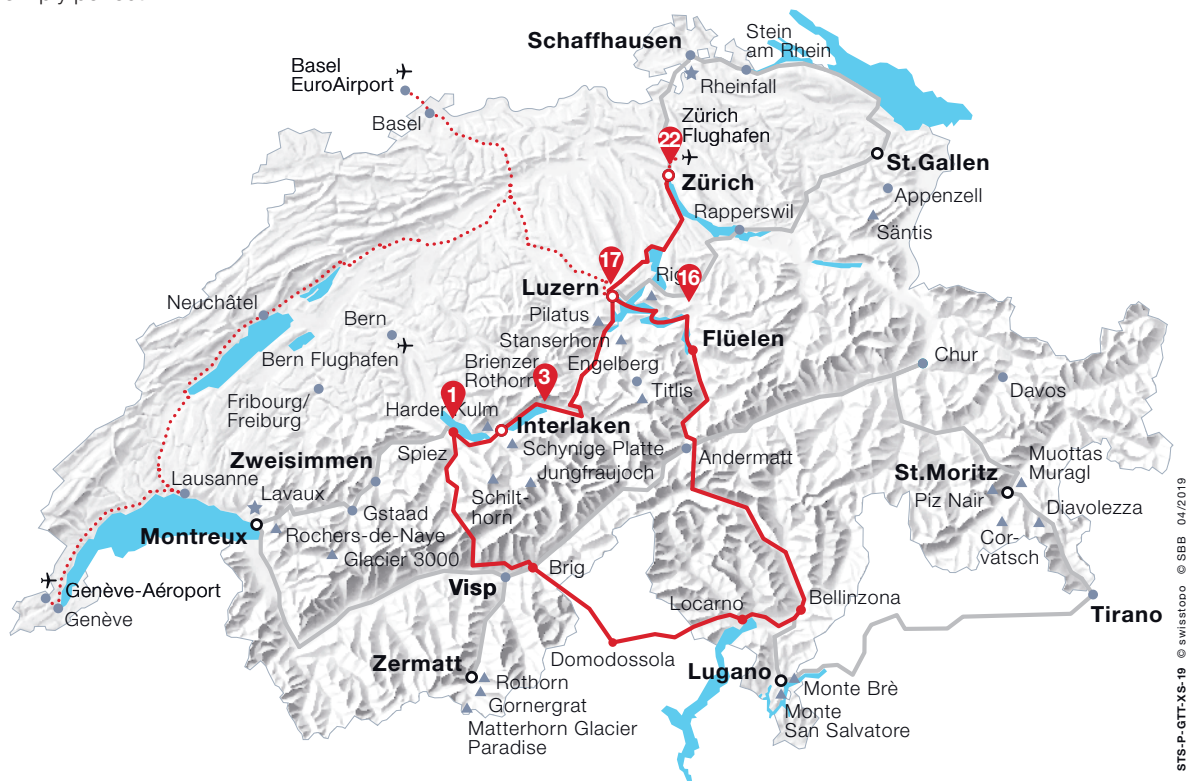 Schaffhausen
Stein
am Rhein
Basel
EuroAirport
Rheinfall
Basel
Zürich
Flughafen
22
St.Gallen
Zürich
Appenzell
Rapperswil
Säntis
17
16
Luzern
Neuchâtel
Pilatus
Bern
Stanserhorn
Flüelen
Bern Flughafen
Brienzer
Rothorn
Engelberg
Chur
3
Titlis
Davos
Fribourg/
Freiburg
1
Harder Kulm
Interlaken
Spiez
Schynige Platte
Andermatt
Zweisimmen
Jungfraujoch
Muottas
Muragl
St.Moritz
Lausanne
Lavaux
Schilt-
horn
Piz Nair
Gstaad
Diavolezza
Montreux
Rochers-de-Nave
Cor-
vatsch
Glacier 3000
Brig
Visp
Genève-Aéroport
Genève
Locarno
Bellinzona
Tirano
Domodossola
Zermatt
Lugano
Rothorn
Monte Brè
Gornergrat
Monte
San Salvatore
Matterhorn Glacier
Paradise
STS-P-GTT-XS-19 © swisstopo © SBB 04/2019